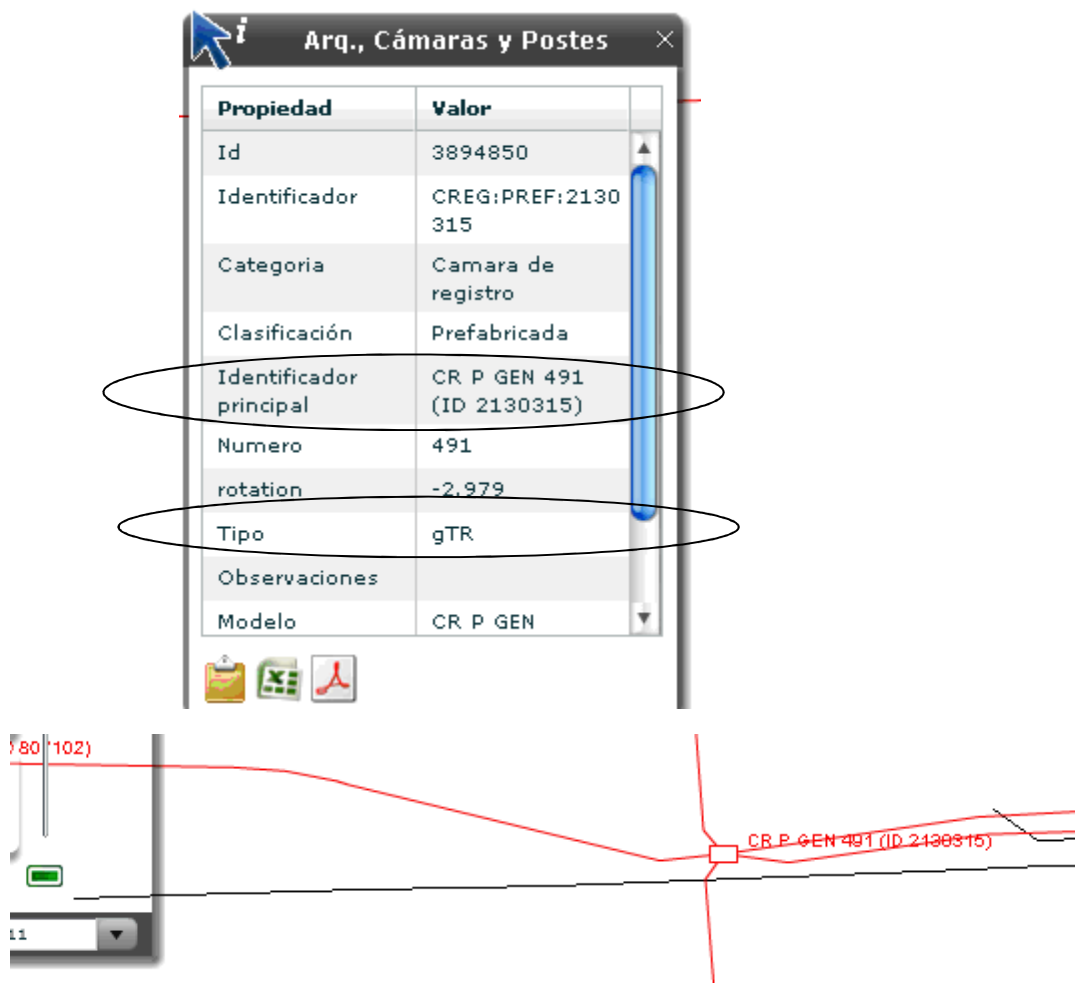 Arq., Cámaras y Postes
Propiedad Valor
Id 3894850
Identificador CREG:PREF:2130
315
Categoria Camara de
registro
Clasificación Prefabricada
Identificador CR P GEN 491
principal (ID 2130315)
Numero 491
rotation -2.979
Tipo gTR
Observaciones
Modelo CR P GEN
102)
CR P GEN 491 (ID 2130315)
11